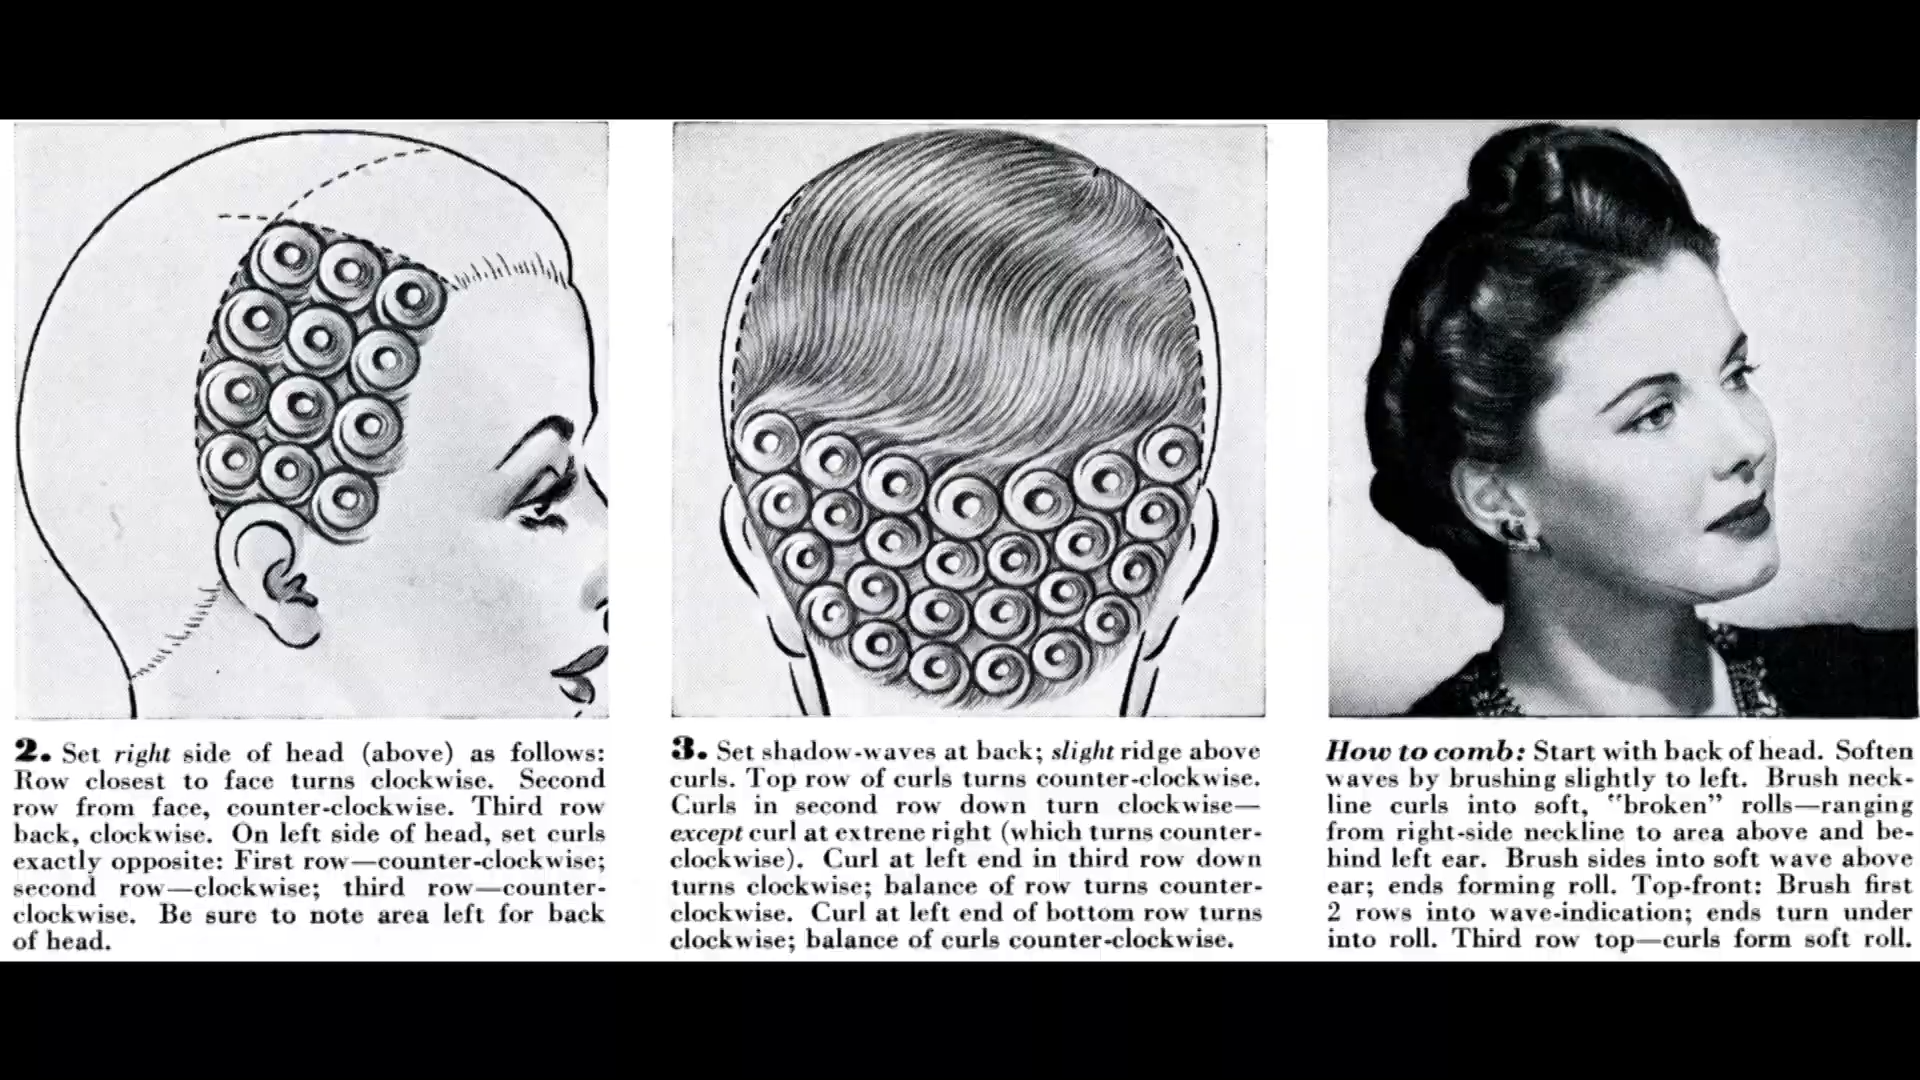 2. Set right side of head (above) as follows:
Row closest to face turns clockwise. Second
row from face, counter-clockwise. Third row
back, clockwise. On left side of head, set curls
exactly opposite: First row—counter-clockwise;
second row—clockwise; third row—counter-
clockwise. Be sure to note area left for back
of head.
3. Set shadow-waves at back; slight ridge above
curls. Top row of curls turns counter-clockwise.
Curls in second row down turn clockwise—
except curl at extrene right (which turns counter-
clockwise). Curl at left end in third row down
turns clockwise; balance of row turns counter-
clockwise. Curl at left end of bottom row turns
clockwise; balance of curls counter-clockwise.
How to comb: Start with back of head. Soften
waves by brushing slightly to left. Brush neck-
line curls into soft, "broken" rolls—ranging
from right-side neckline to area above and be-
hind left ear. Brush sides into soft wave above
ear; ends forming roll. Top-front: Brush first
2 rows into wave-indication; ends turn under
into roll. Third row top—curls form soft roll.